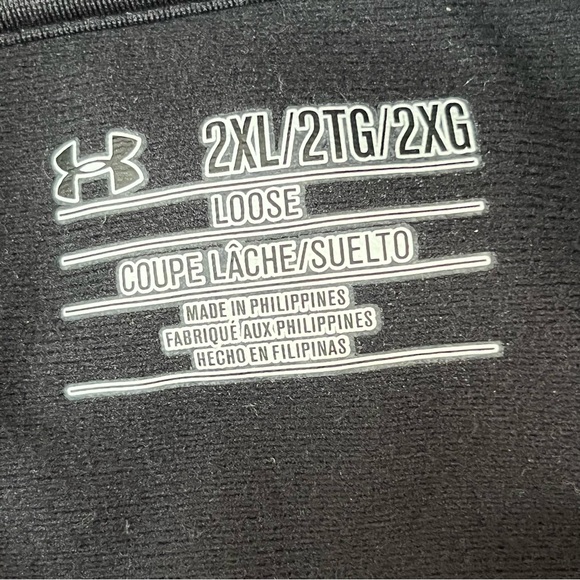 2XL/2TG/2XG
LOOSE
COUPE LÂCHE/SUELTO
MADE IN PHILIPPINES
FABRIQUÉ AUX PHILIPPINES
HECHO EN FILIPINAS